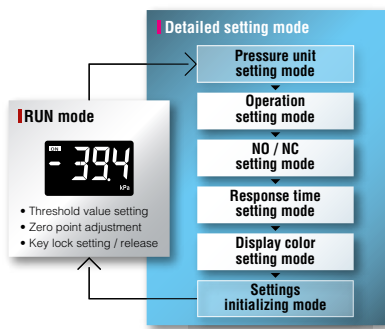 Detailed setting mode
Pressure unit
setting mode
Operation
setting mode
NO / NC
setting mode
Response time
setting mode
Display color
setting mode
Settings
initializing mode
RUN mode
ON
- 39.4
kPa
• Threshold value setting
• Zero point adjustment
• Key lock setting / release